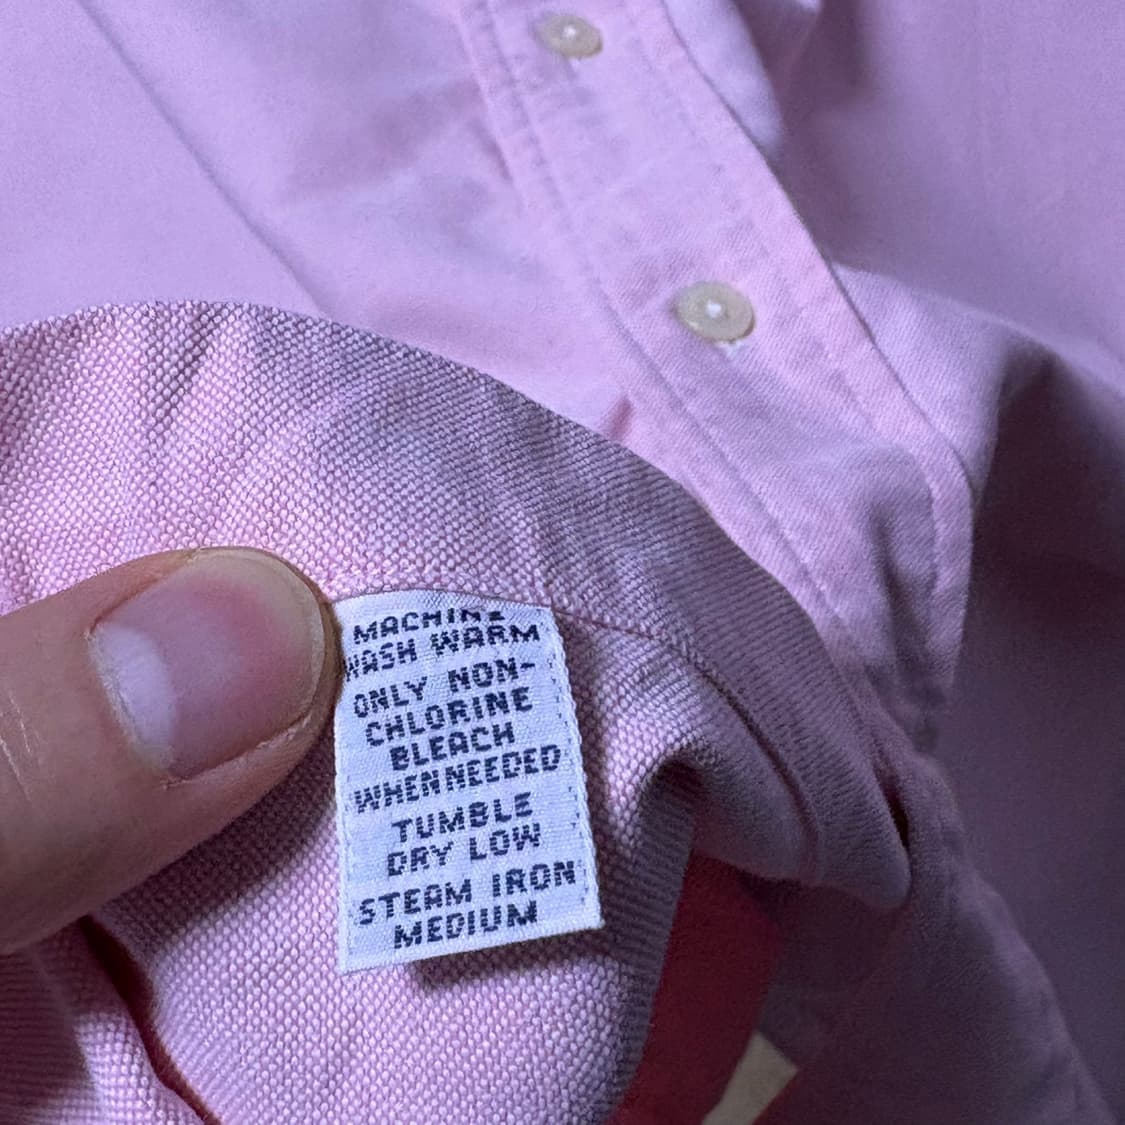 MACHINE
WASH WARM
ONLY NON-
CHLORINE
BLEACH
WHEN NEEDED
TUMBLE
DRY LOW
STEAM IRON
MEDIUM